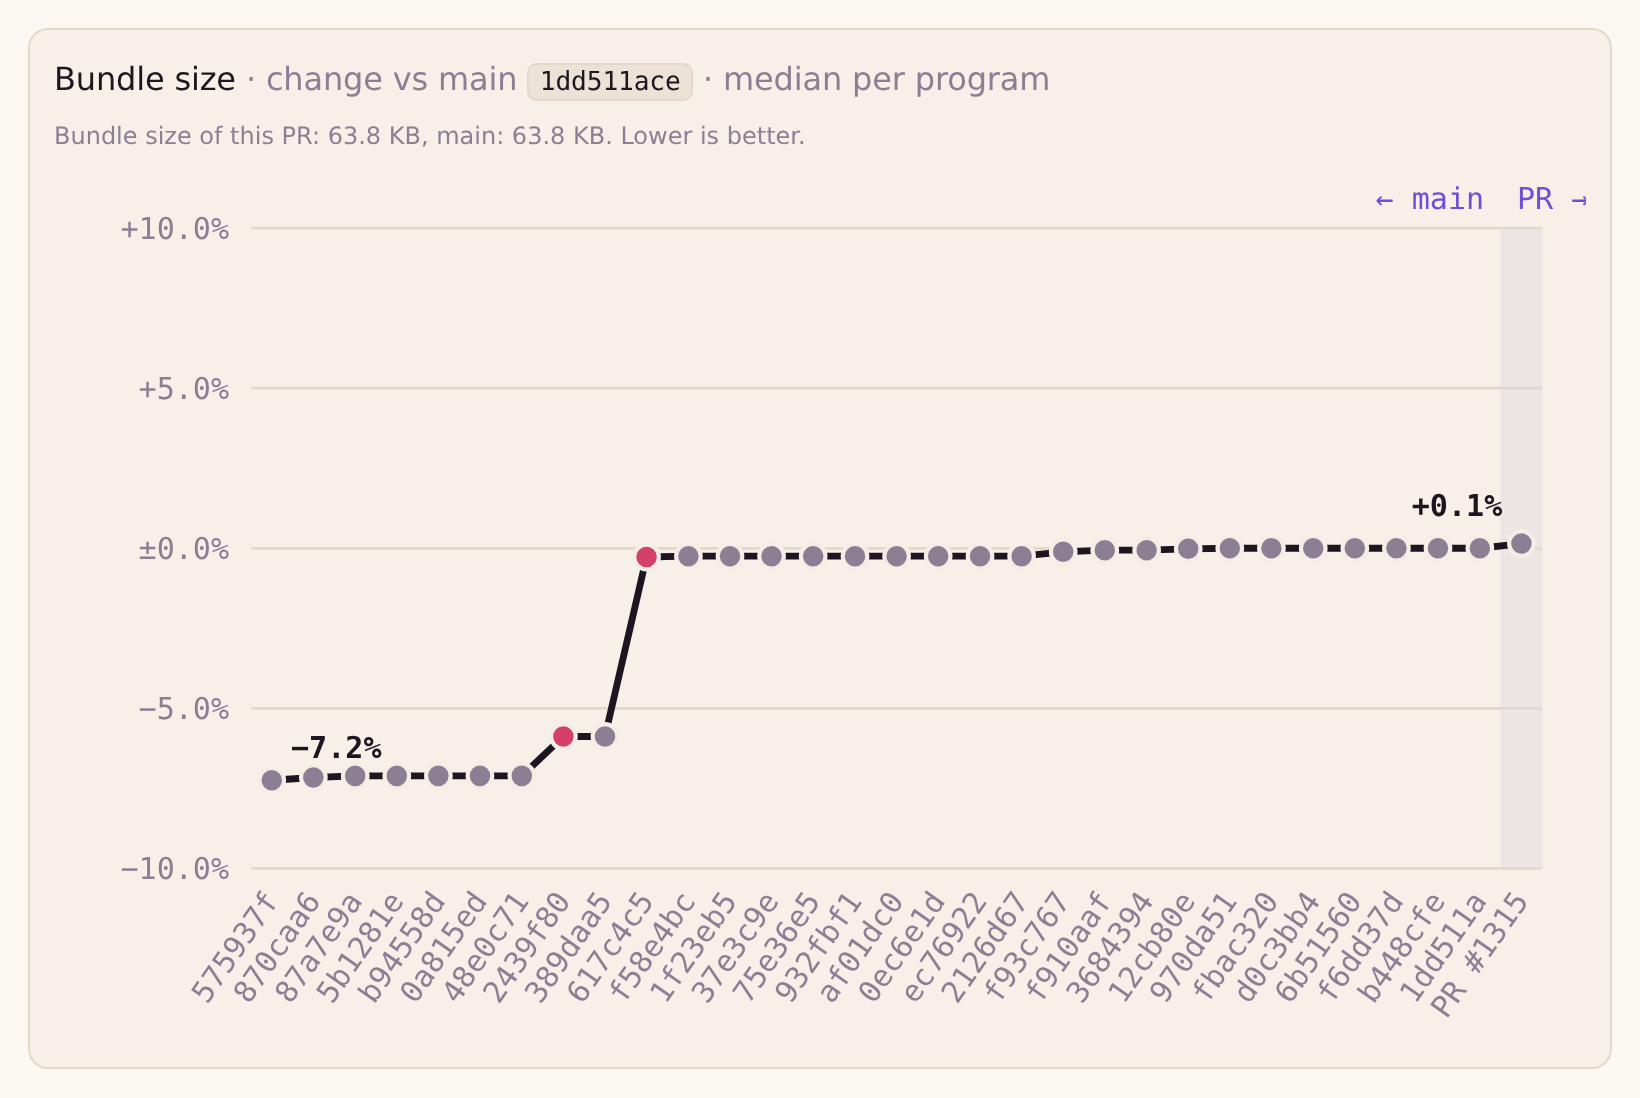 Bundle size · change vs main 1dd511ace · median per program
Bundle size of this PR: 63.8 KB, main: 63.8 KB. Lower is better.
← main PR →
+10.0%
+5.0%
+0.1%
±0.0%
−5.0%
−7.2%
−10.0%
575937f
870caa6
87a7e9a
5b1281e
b94558d
0a815ed
48e0c71
2439f80
389daa5
617c4c5
f58e4bc
1f23eb5
37e3c9e
75e36e5
932fbf1
af01dc0
0ec6e1d
ec76922
2126d67
f93c767
f910aaf
3684394
12cb80e
970da51
fbac320
d0c3bb4
6b51560
f6dd37d
b448cfe
1dd511a
PR #1315